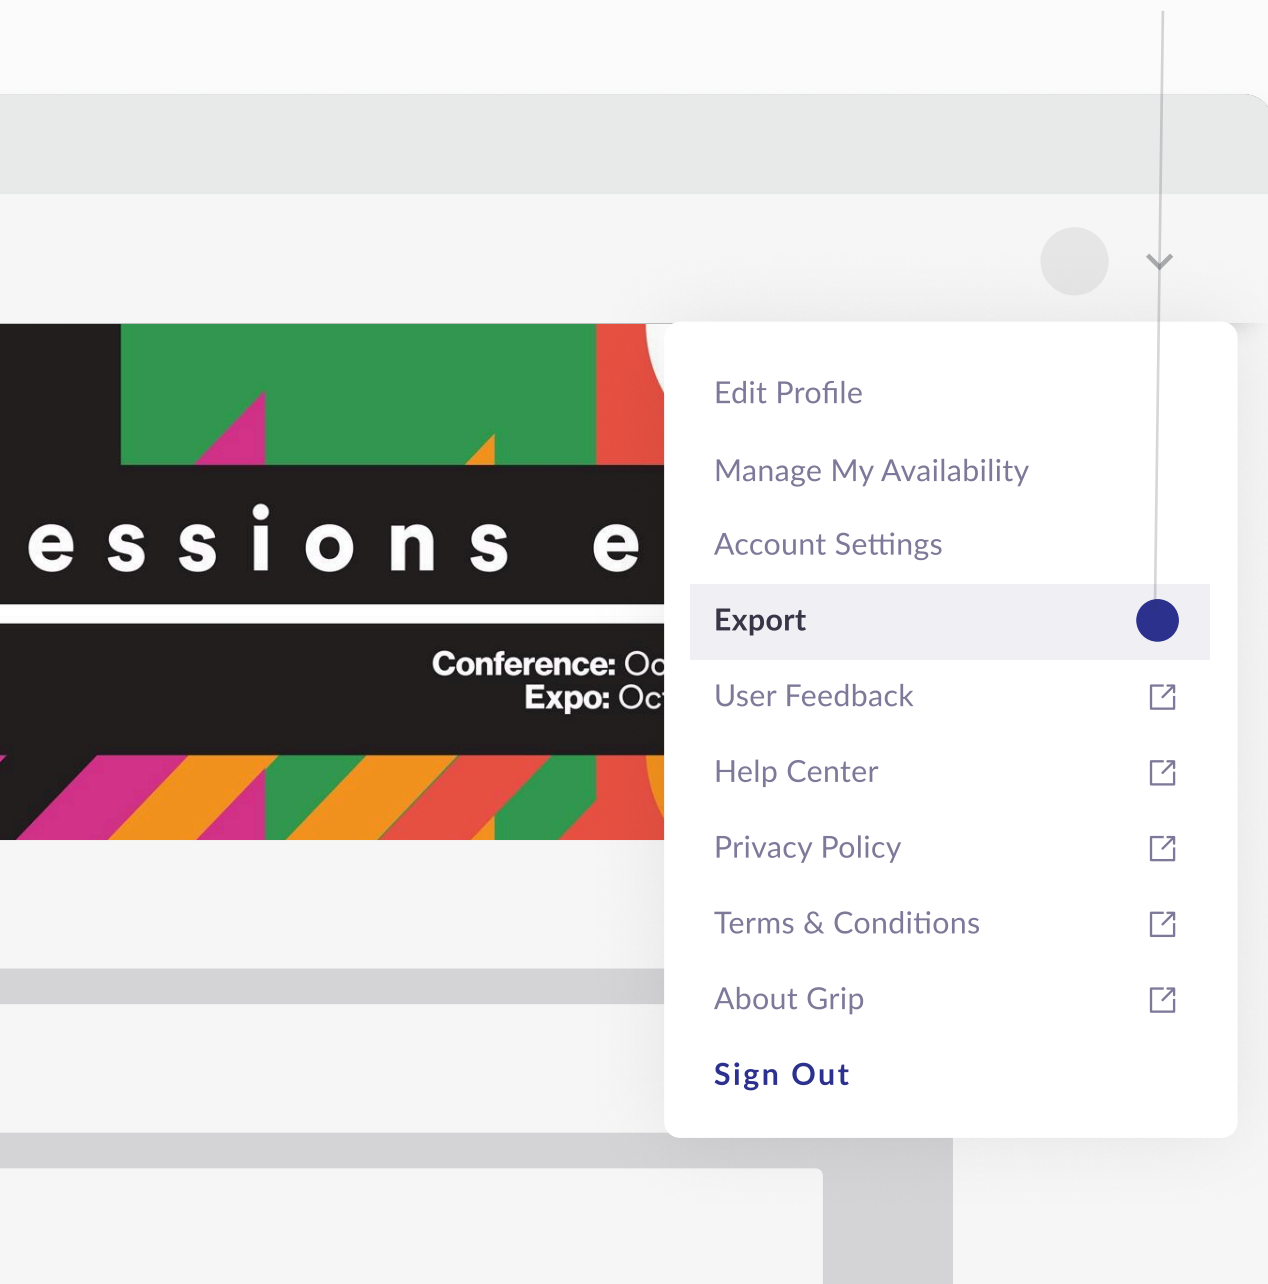 essions e
Conference:
Expo:
Edit Profile
Manage My Availability
Account Settings
Export
User Feedback
Help Center
Privacy Policy
Terms & Conditions
About Grip
Sign Out